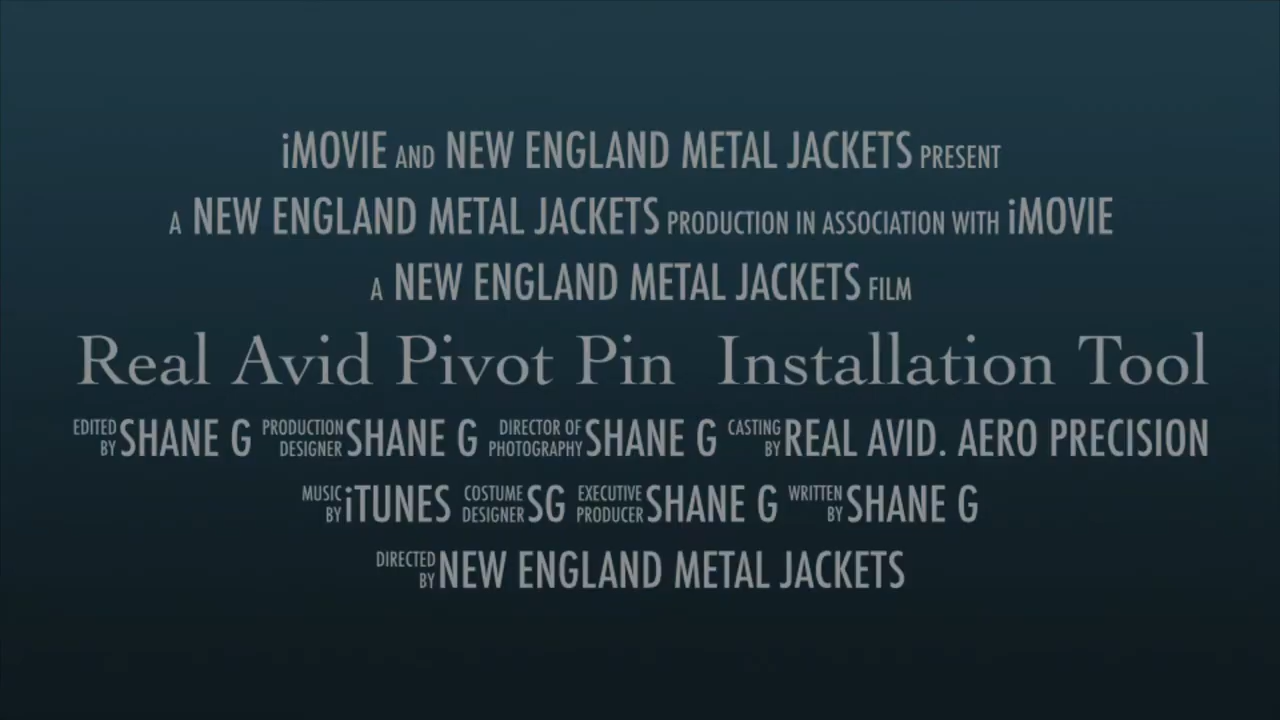 iMOVIE AND NEW ENGLAND METAL JACKETS PRESENT
A NEW ENGLAND METAL JACKETS PRODUCTION IN ASSOCIATION WITH iMOVIE
A NEW ENGLAND METAL JACKETS FILM
Real Avid Pivot Pin Installation Tool
EDITED BY SHANE G PRODUCTION DESIGNER SHANE G DIRECTOR OF PHOTOGRAPHY SHANE G CASTING BY REAL AVID. AERO PRECISION
MUSIC BY iTUNES COSTUME DESIGNER SG EXECUTIVE PRODUCER SHANE G WRITTEN BY SHANE G
DIRECTED BY NEW ENGLAND METAL JACKETS